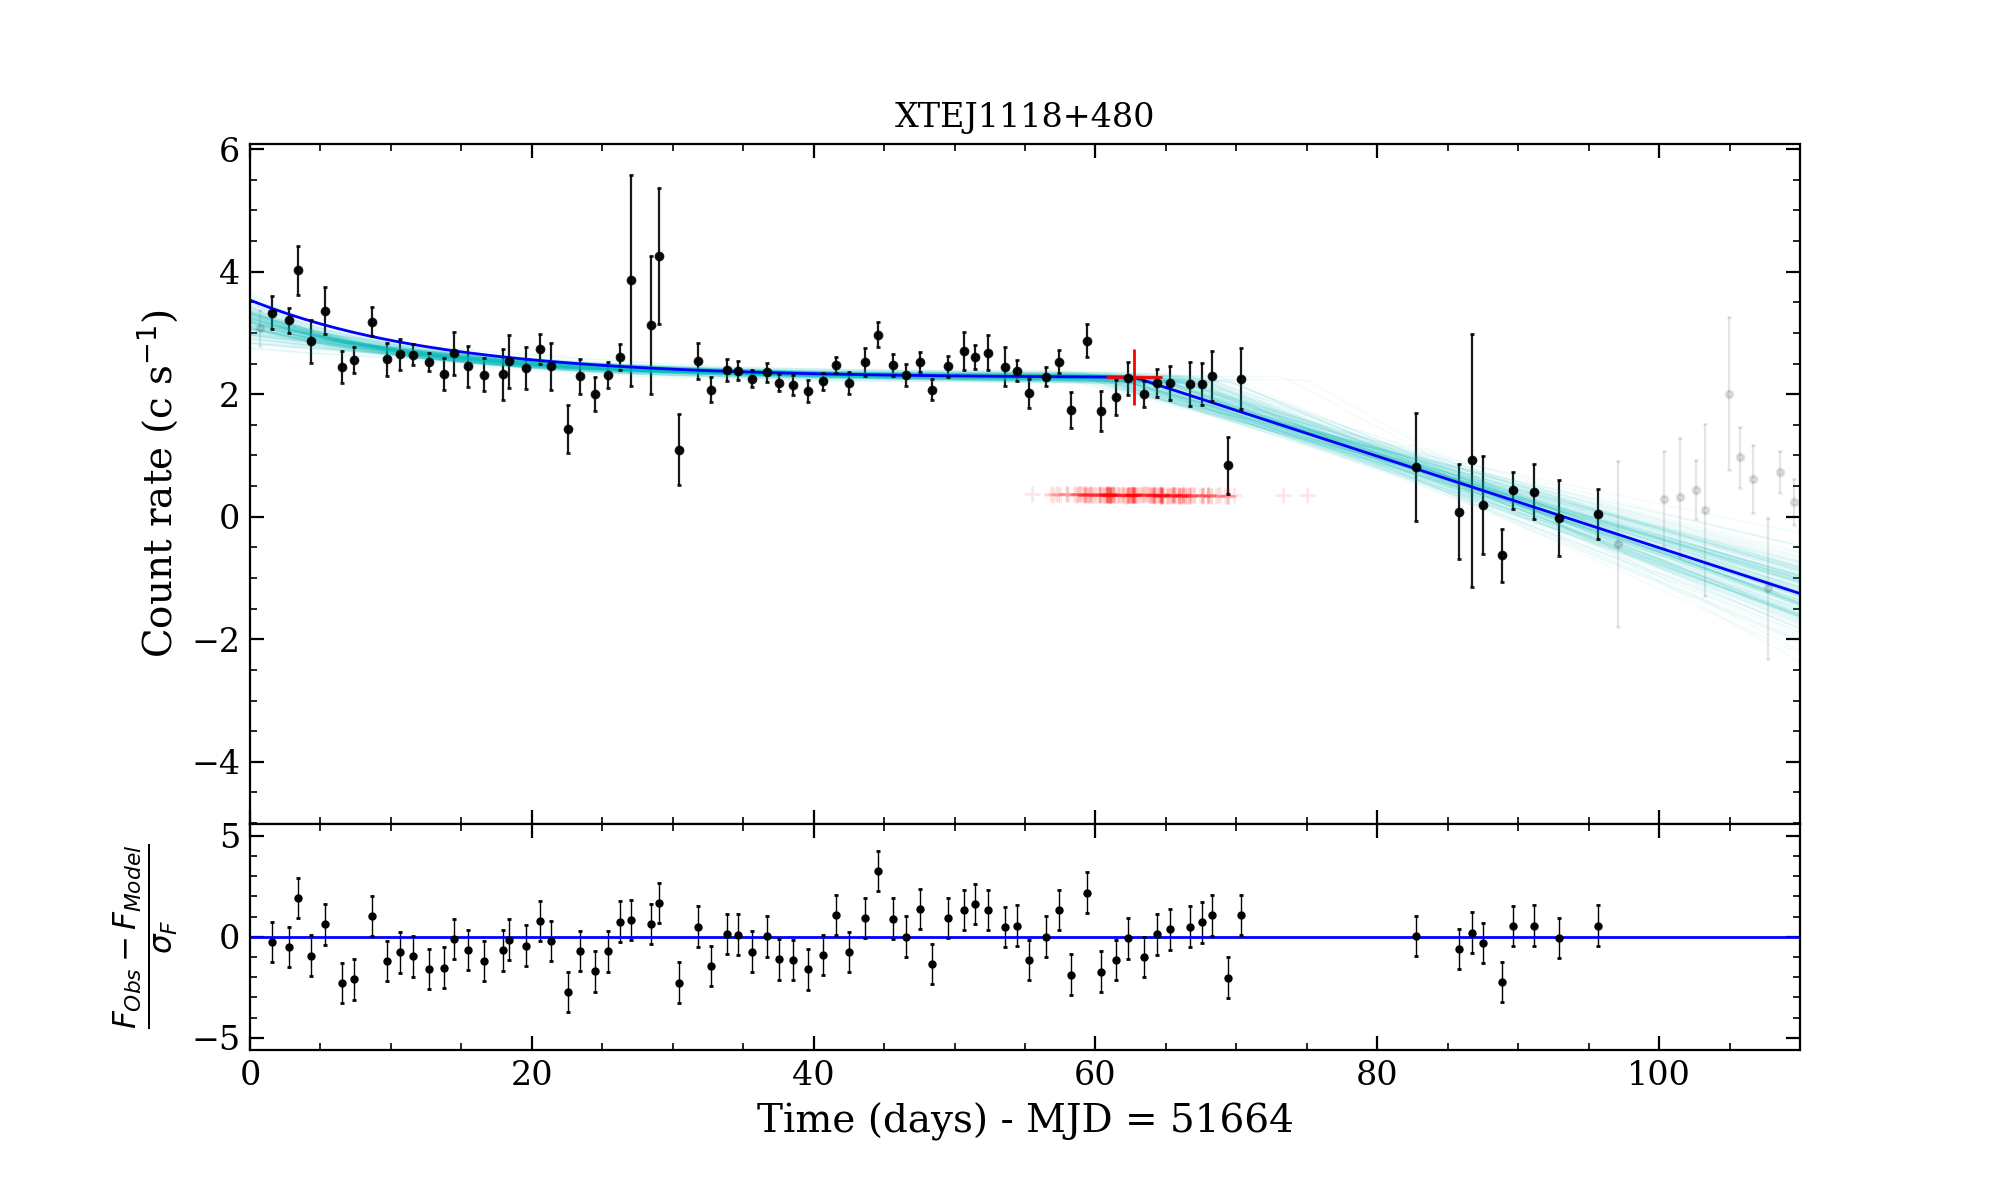 XTEJ1118+480
6
4
2
0
−2
−4
Count rate (c s⁻¹)
5
0
−5
F_Obs − F_Model
σ_F
0 20 40 60 80 100
Time (days) - MJD = 51664